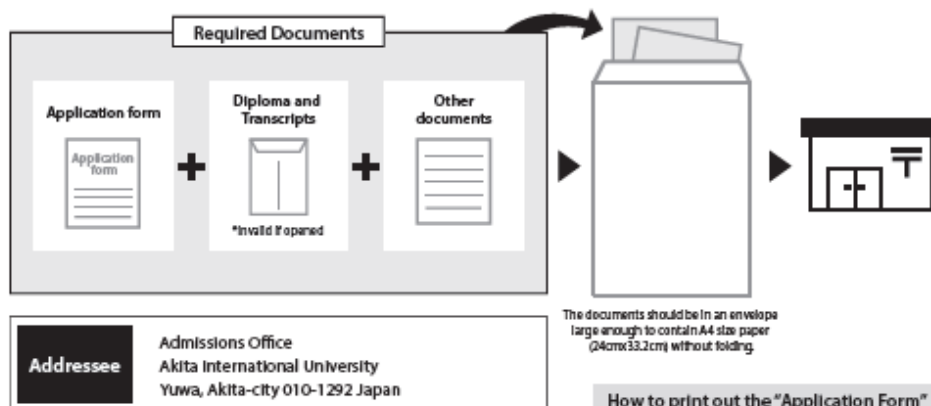 Required Documents
Application form
Application
form
Diploma and
Transcripts
*Invalid if opened
Other
documents
〒
The documents should be in an envelope
large enough to contain A4 size paper
(24cmx33.2cm) without folding.
Addressee
Admissions Office
Akita International University
Yuwa, Akita-city 010-1292 Japan
How to print out the "Application Form"